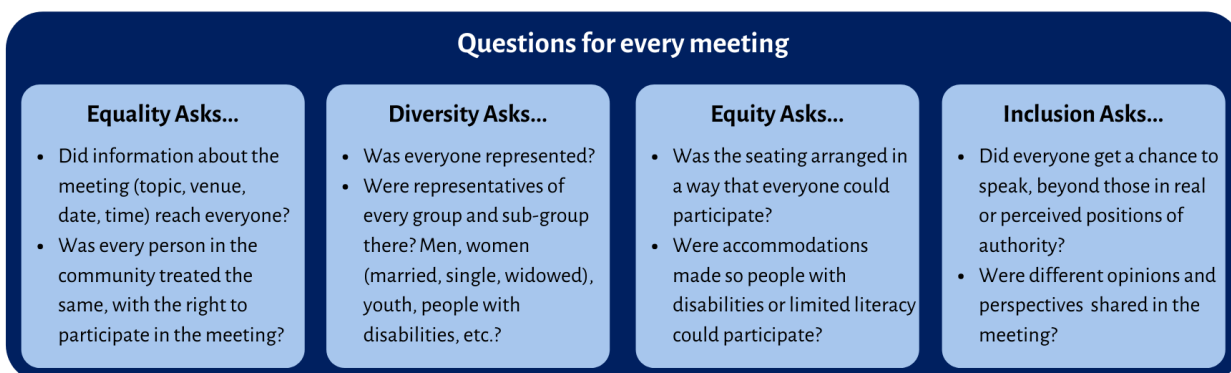 Questions for every meeting
Equality Asks...
• Did information about the
meeting (topic, venue,
date, time) reach everyone?
• Was every person in the
community treated the
same, with the right to
participate in the meeting?
Diversity Asks...
• Was everyone represented?
• Were representatives of
every group and sub-group
there? Men, women
(married, single, widowed),
youth, people with
disabilities, etc.?
Equity Asks...
• Was the seating arranged in
a way that everyone could
participate?
• Were accommodations
made so people with
disabilities or limited literacy
could participate?
Inclusion Asks...
• Did everyone get a chance to
speak, beyond those in real
or perceived positions of
authority?
• Were different opinions and
perspectives shared in the
meeting?